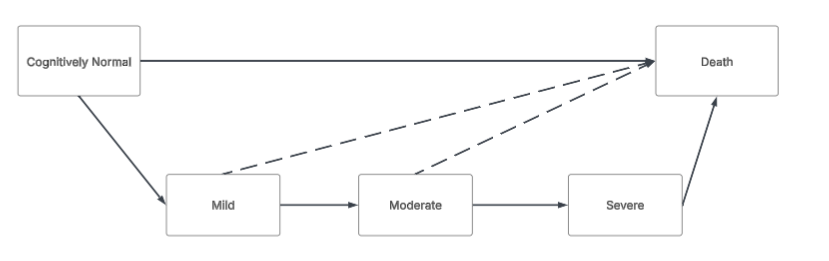 Cognitively Normal
Death
Mild
Moderate
Severe